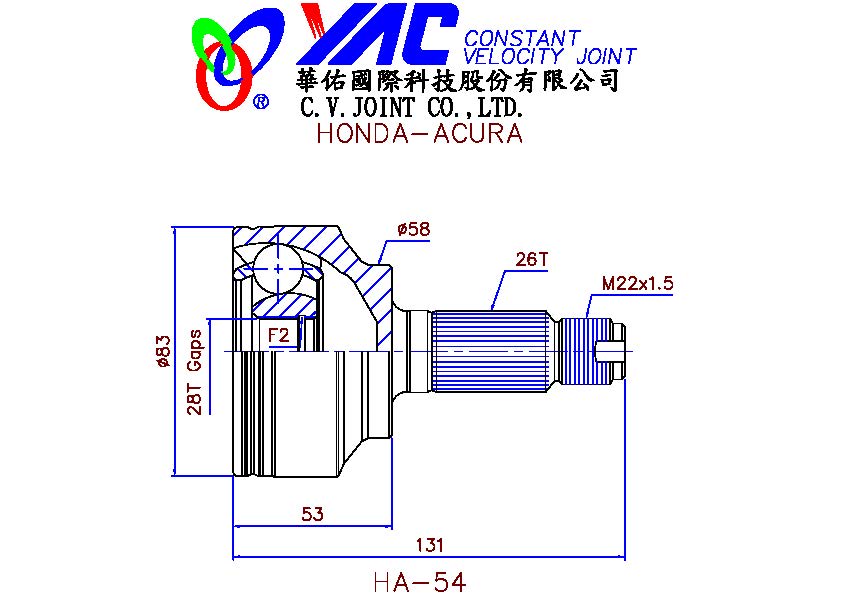 YAC CONSTANT
VELOCITY JOINT
®
華佑國際科技股份有限公司
C.V.JOINT CO.,LTD.
HONDA-ACURA
ø58
26T
M22x1.5
F2
ø83
28T Gaps
53
131
HA-54